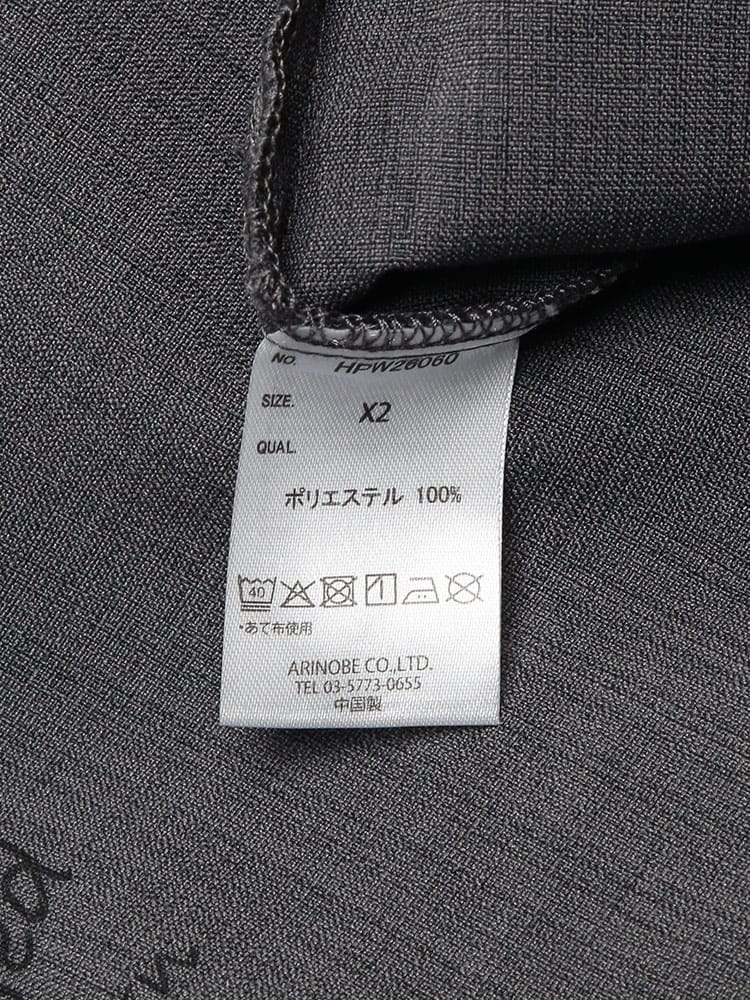 NO. HPW26060
SIZE. X2
QUAL.
ポリエステル 100%
40
*あて布使用
ARINOBE CO.,LTD.
TEL 03-5773-0655
中国製